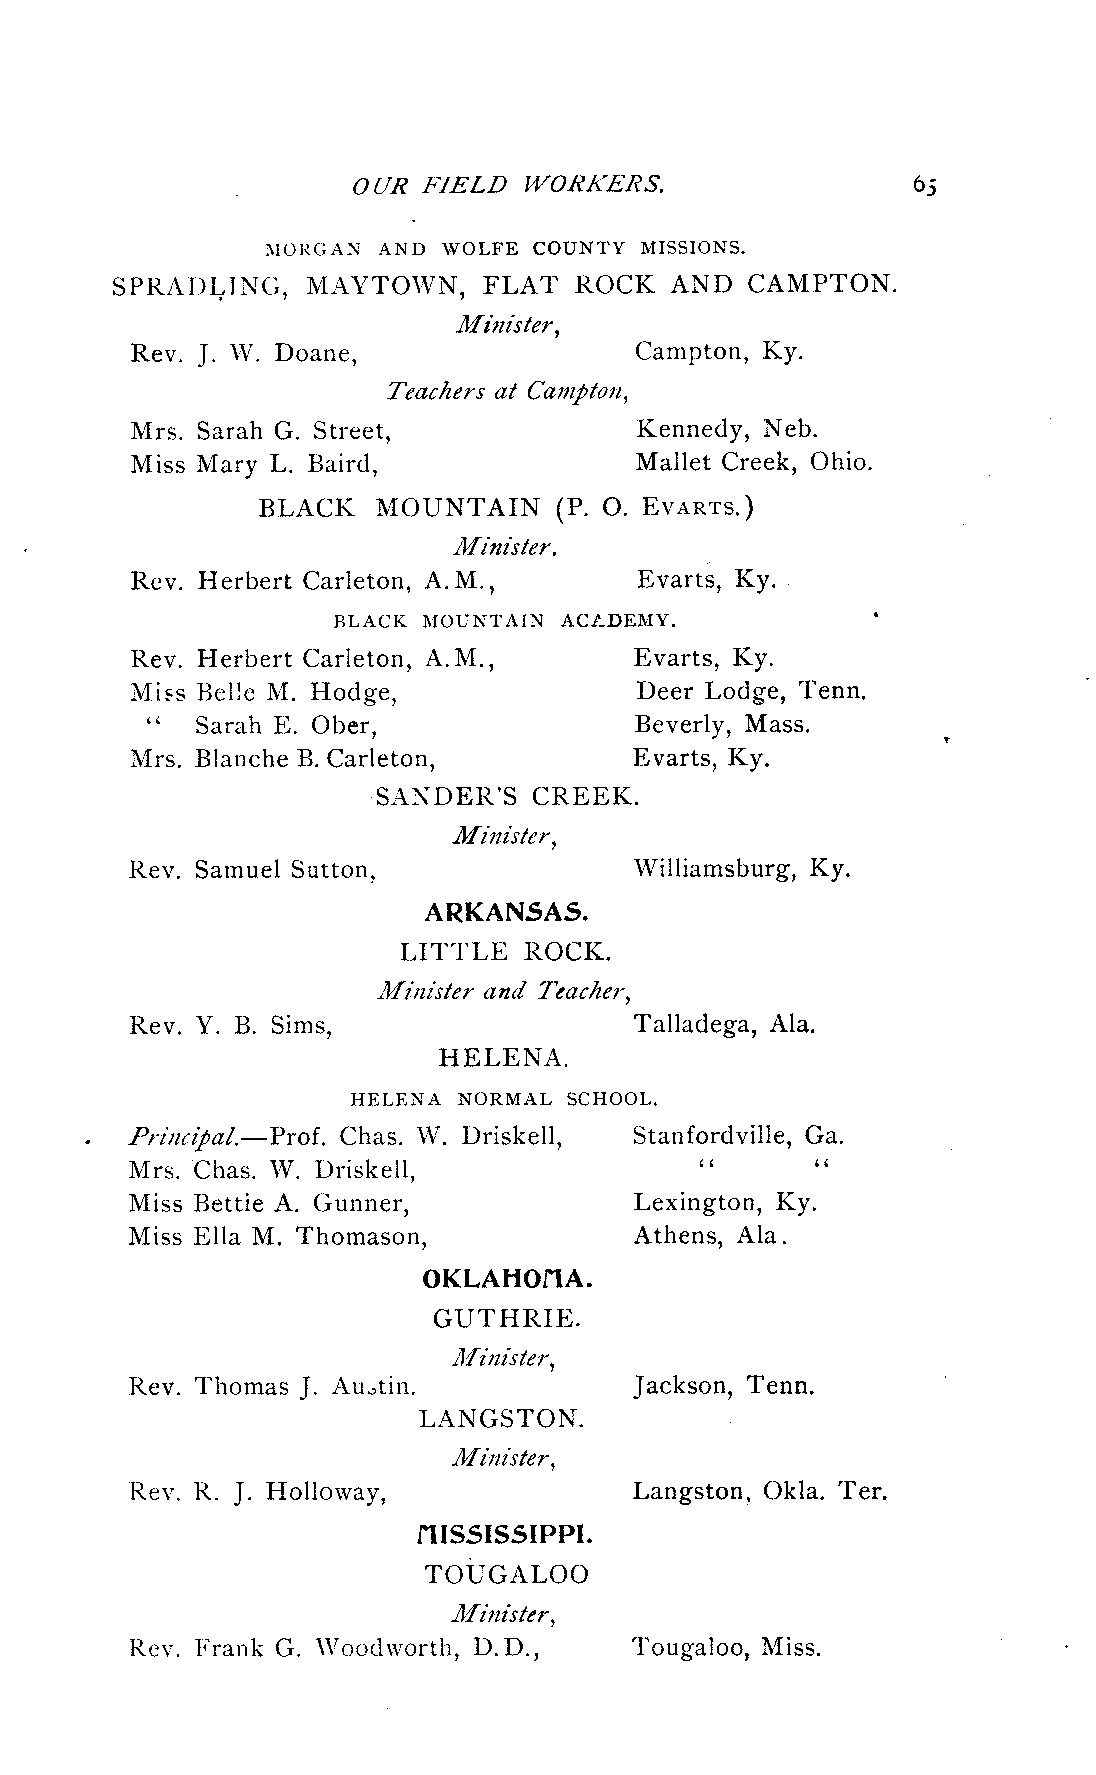 OUR FIELD WORKERS. 65
MORGAN AND WOLFE COUNTY MISSIONS.
SPRADLING, MAYTOWN, FLAT ROCK AND CAMPTON.
Minister,
Rev. J. W. Doane, Campton, Ky.
Teachers at Campton,
Mrs. Sarah G. Street, Kennedy, Neb.
Miss Mary L. Baird, Mallet Creek, Ohio.
BLACK MOUNTAIN (P. O. EVARTS.)
Minister.
Rev. Herbert Carleton, A.M., Evarts, Ky.
BLACK MOUNTAIN ACADEMY.
Rev. Herbert Carleton, A.M., Evarts, Ky.
Miss Belle M. Hodge, Deer Lodge, Tenn.
“ Sarah E. Ober, Beverly, Mass.
Mrs. Blanche B. Carleton, Evarts, Ky.
SANDER'S CREEK.
Minister,
Rev. Samuel Sutton, Williamsburg, Ky.
ARKANSAS.
LITTLE ROCK.
Minister and Teacher,
Rev. Y. B. Sims, Talladega, Ala.
HELENA.
HELENA NORMAL SCHOOL.
Principal.—Prof. Chas. W. Driskell, Stanfordville, Ga.
Mrs. Chas. W. Driskell, “ “
Miss Bettie A. Gunner, Lexington, Ky.
Miss Ella M. Thomason, Athens, Ala.
OKLAHOMA.
GUTHRIE.
Minister,
Rev. Thomas J. Austin. Jackson, Tenn.
LANGSTON.
Minister,
Rev. R. J. Holloway, Langston, Okla. Ter.
MISSISSIPPI.
TOUGALOO
Minister,
Rev. Frank G. Woodworth, D.D., Tougaloo, Miss.